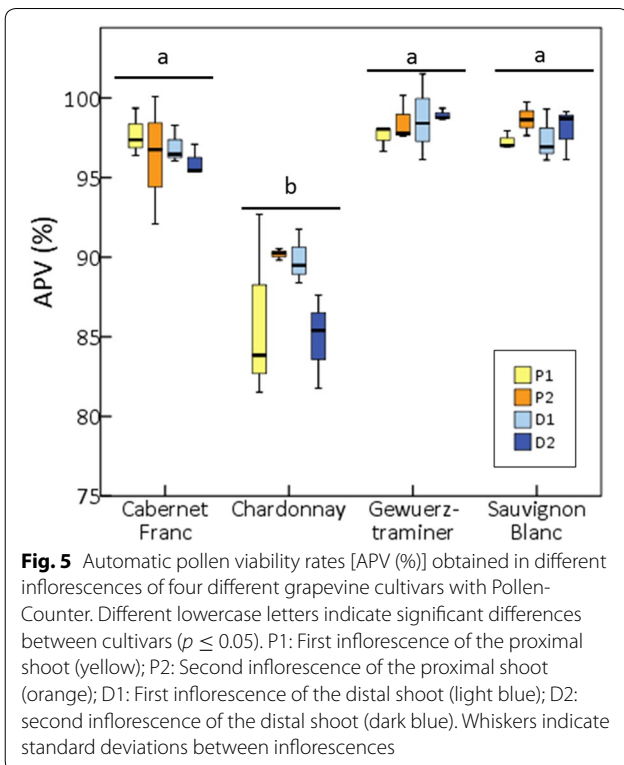 a
a
a
b
APV (%)
100
95
90
85
80
75
P1
P2
D1
D2
Cabernet Franc
Chardonnay
Gewuerz-
traminer
Sauvignon
Blanc
Fig. 5 Automatic pollen viability rates [APV (%)] obtained in different
inflorescences of four different grapevine cultivars with Pollen-
Counter. Different lowercase letters indicate significant differences
between cultivars (p ≤ 0.05). P1: First inflorescence of the proximal
shoot (yellow); P2: Second inflorescence of the proximal shoot
(orange); D1: First inflorescence of the distal shoot (light blue); D2:
second inflorescence of the distal shoot (dark blue). Whiskers indicate
standard deviations between inflorescences